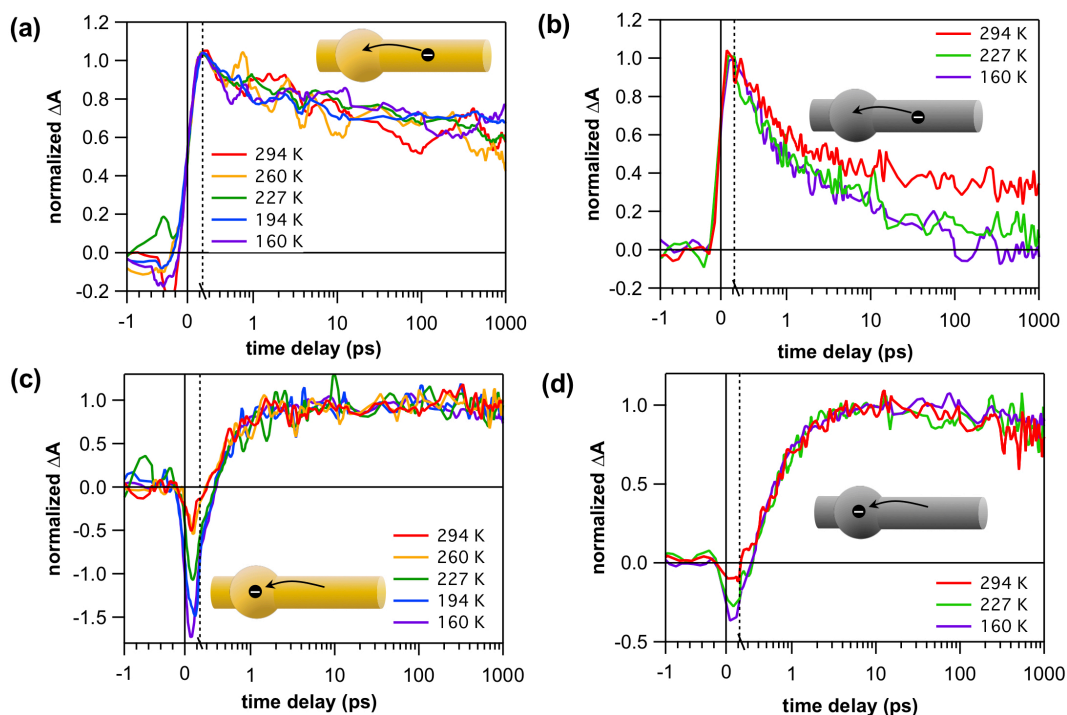 (a)
normalized ΔA
1.2
1.0
0.8
0.6
0.4
0.2
0.0
-0.2
294 K
260 K
227 K
194 K
160 K
-1
0
1
10
100
1000
time delay (ps)
(b)
normalized ΔA
1.2
1.0
0.8
0.6
0.4
0.2
0.0
-0.2
294 K
227 K
160 K
-1
0
1
10
100
1000
time delay (ps)
(c)
normalized ΔA
1.0
0.5
0.0
-0.5
-1.0
-1.5
294 K
260 K
227 K
194 K
160 K
-1
0
1
10
100
1000
time delay (ps)
(d)
normalized ΔA
1.0
0.5
0.0
-0.5
294 K
227 K
160 K
-1
0
1
10
100
1000
time delay (ps)